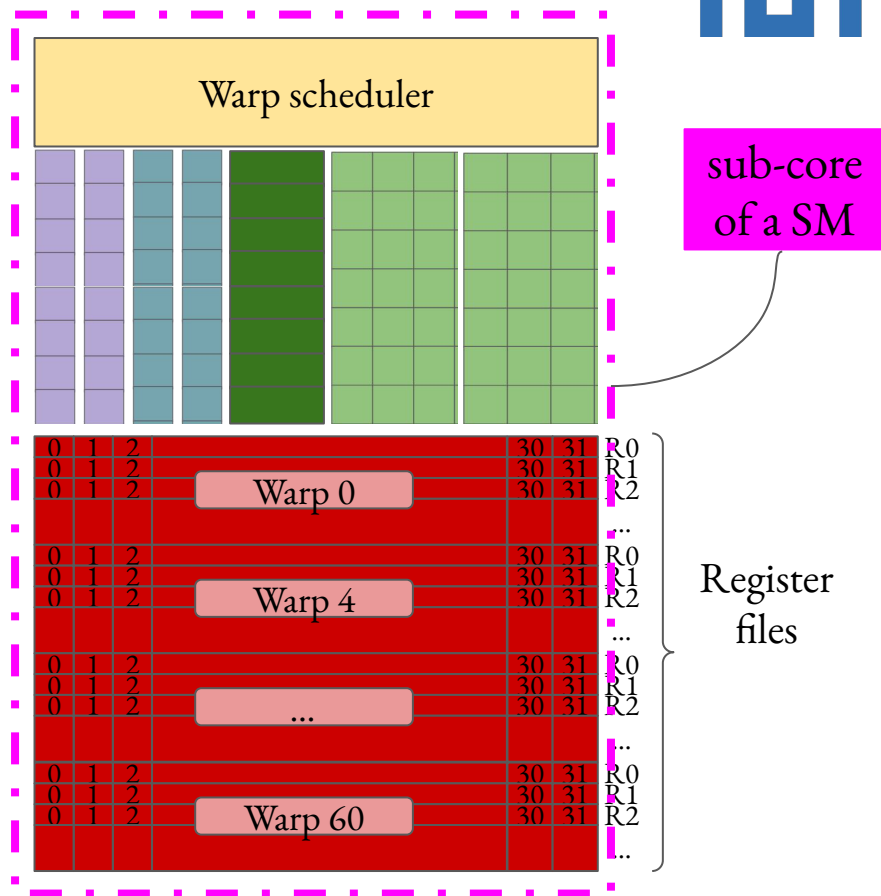 Warp scheduler
sub-core
of a SM
0 1 2 30 31 R0
0 1 2 30 31 R1
0 1 2 30 31 R2
Warp 0
...
0 1 2 30 31 R0
0 1 2 30 31 R1
0 1 2 30 31 R2
Warp 4
...
0 1 2 30 31 R0
0 1 2 30 31 R1
0 1 2 30 31 R2
...
...
0 1 2 30 31 R0
0 1 2 30 31 R1
0 1 2 30 31 R2
Warp 60
...
Register
files